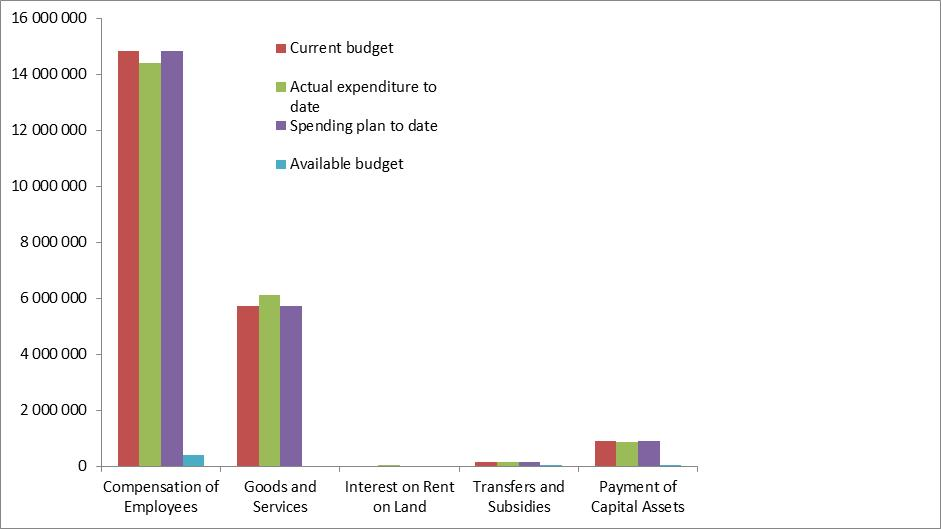 16 000 000
14 000 000
12 000 000
10 000 000
8 000 000
6 000 000
4 000 000
2 000 000
0
Current budget
Actual expenditure to
date
Spending plan to date
Available budget
Compensation of
Employees
Goods and
Services
Interest on Rent
on Land
Transfers and
Subsidies
Payment of
Capital Assets